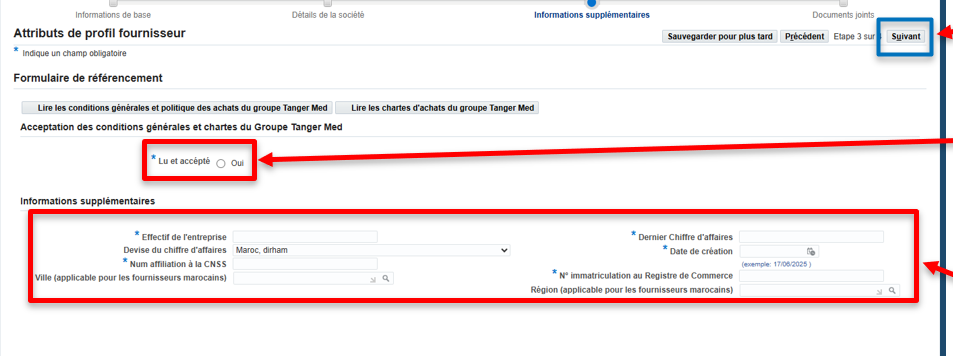 Informations de base Détails de la société Informations supplémentaires Documents joints
Attributs de profil fournisseur
Sauvegarder pour plus tard Précédent Etape 3 sur Suivant
* Indique un champ obligatoire
Formulaire de référencement
Lire les conditions générales et politique des achats du groupe Tanger Med Lire les chartes d'achats du groupe Tanger Med
Acceptation des conditions générales et chartes du Groupe Tanger Med
* Lu et accépté Oui
Informations supplémentaires
* Effectif de l'entreprise * Dernier Chiffre d'affaires
Devise du chiffre d'affaires Maroc, dirham * Date de création
(exemple: 17/06/2025 )
* Num affiliation à la CNSS * N° immatriculation au Registre de Commerce
Ville (applicable pour les fournisseurs marocains) Région (applicable pour les fournisseurs marocains)